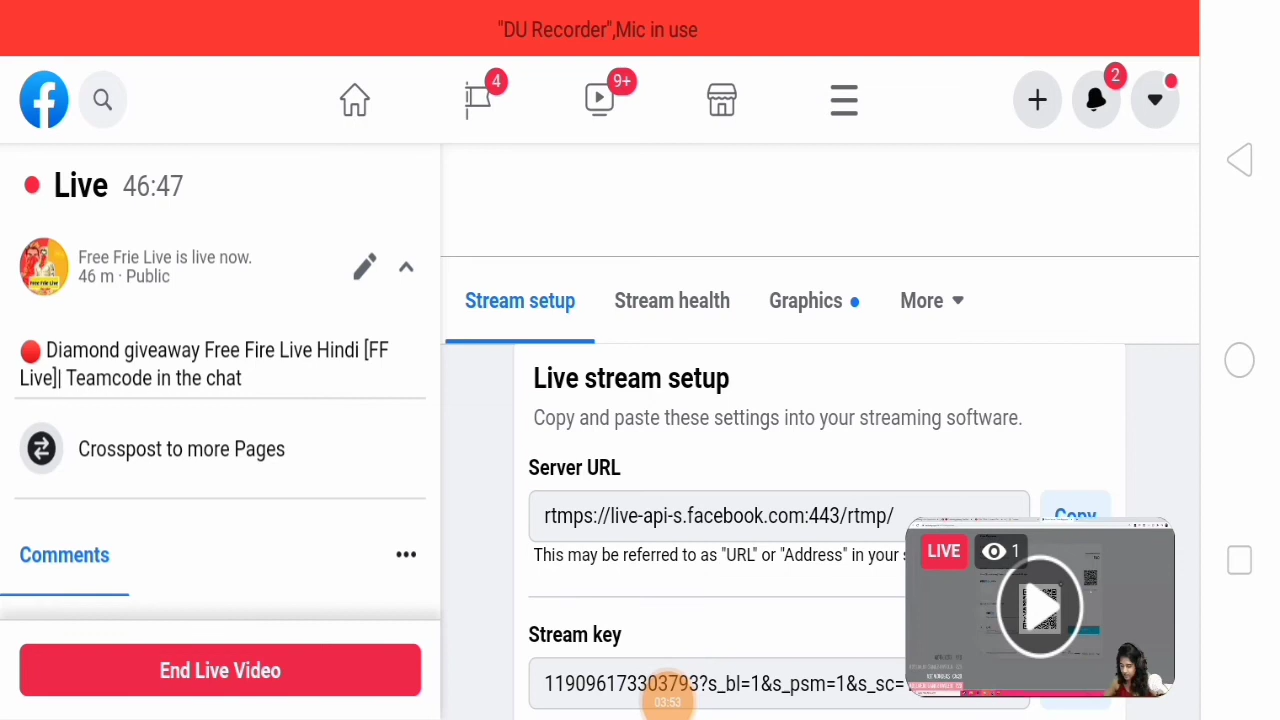 "DU Recorder",Mic in use
4
9+
2
Live 46:47
Free Frie Live is live now.
46 m · Public
🔴 Diamond giveaway Free Fire Live Hindi [FF
Live]| Teamcode in the chat
Crosspost to more Pages
Comments
End Live Video
Stream setup Stream health Graphics More
Live stream setup
Copy and paste these settings into your streaming software.
Server URL
rtmps://live-api-s.facebook.com:443/rtmp/
Copy
This may be referred to as "URL" or "Address" in your
LIVE 1
Stream key
119096173303793?s_bl=1&s_psm=1&s_sc=
03:53